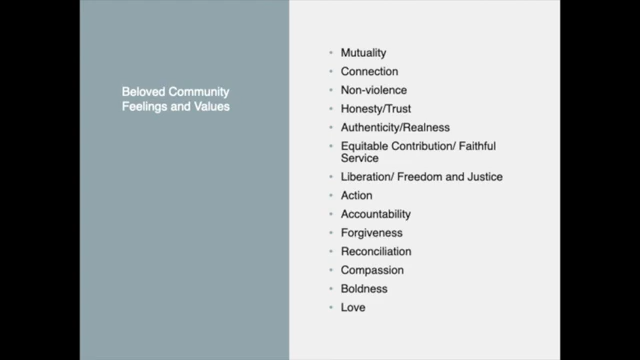 Beloved Community
Feelings and Values
• Mutuality
• Connection
• Non-violence
• Honesty/Trust
• Authenticity/Realness
• Equitable Contribution/ Faithful
Service
• Liberation/ Freedom and Justice
• Action
• Accountability
• Forgiveness
• Reconciliation
• Compassion
• Boldness
• Love